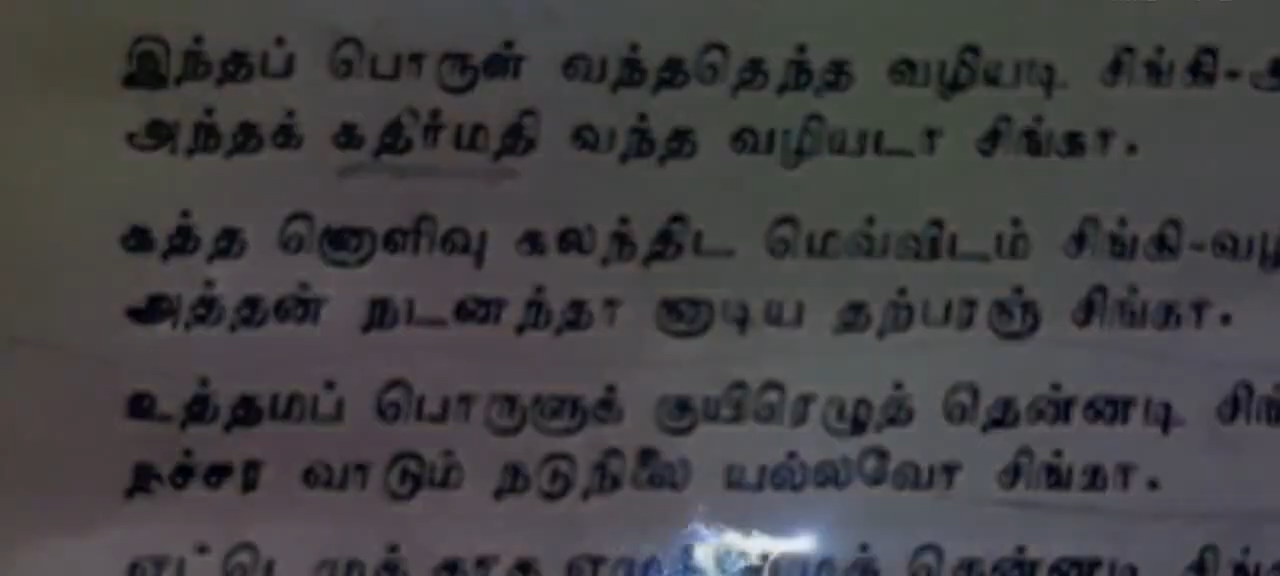 இந்தப் பொருள் வந்ததெந்த வழியடி சிங்கி-
அந்தக் கதிர்மதி வந்த வழியடா சிங்கா.
கத்த னொளிவு கலந்திட மெவ்விடம் சிங்கி-
அத்தன் நடனந்தா னாடிய தற்பரஞ் சிங்கா.
உத்தமப் பொருளுக் குயிரெழுத் தென்னடி
நச்சர வாடும் நடுநிலை யல்லவோ சிங்கா.
தென்னடி